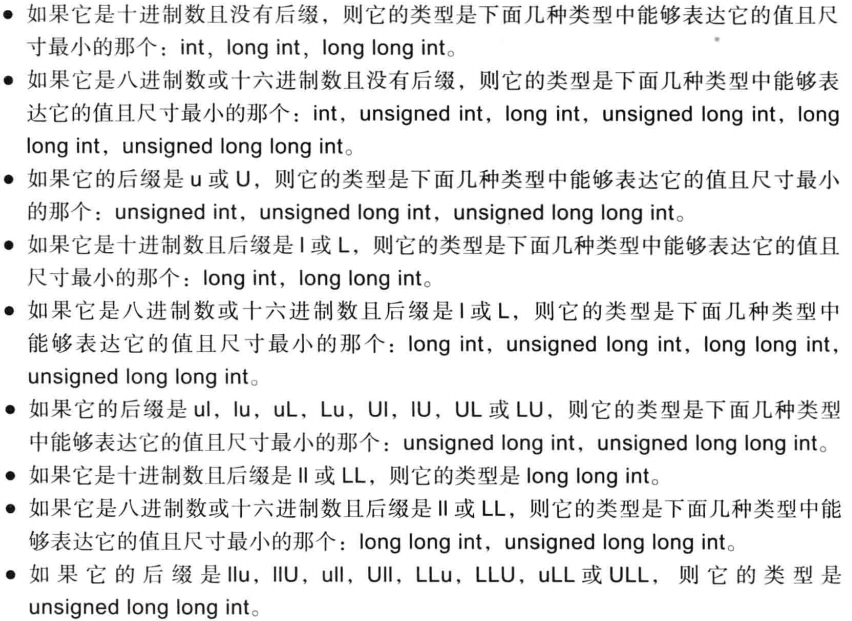 • 如果它是十进制数且没有后缀，则它的类型是下面几种类型中能够表达它的值且尺
寸最小的那个：int，long int，long long int。
• 如果它是八进制数或十六进制数且没有后缀，则它的类型是下面几种类型中能够表
达它的值且尺寸最小的那个：int，unsigned int，long int，unsigned long int，long
long int，unsigned long long int。
• 如果它的后缀是 u 或 U，则它的类型是下面几种类型中能够表达它的值且尺寸最小
的那个：unsigned int，unsigned long int，unsigned long long int。
• 如果它是十进制数且后缀是 l 或 L，则它的类型是下面几种类型中能够表达它的值且
尺寸最小的那个：long int，long long int。
• 如果它是八进制数或十六进制数且后缀是 l 或 L，则它的类型是下面几种类型中
能够表达它的值且尺寸最小的那个：long int，unsigned long int，long long int，
unsigned long long int。
• 如果它的后缀是 ul，lu，uL，Lu，Ul，lU，UL 或 LU，则它的类型是下面几种类型
中能够表达它的值且尺寸最小的那个：unsigned long int，unsigned long long int。
• 如果它是十进制数且后缀是 ll 或 LL，则它的类型是 long long int。
• 如果它是八进制数或十六进制数且后缀是 ll 或 LL，则它的类型是下面几种类型中能
够表达它的值且尺寸最小的那个：long long int，unsigned long long int。
• 如果它的后缀是 llu，llU，ull，Ull，LLu，LLU，uLL 或 ULL，则它的类型是
unsigned long long int。